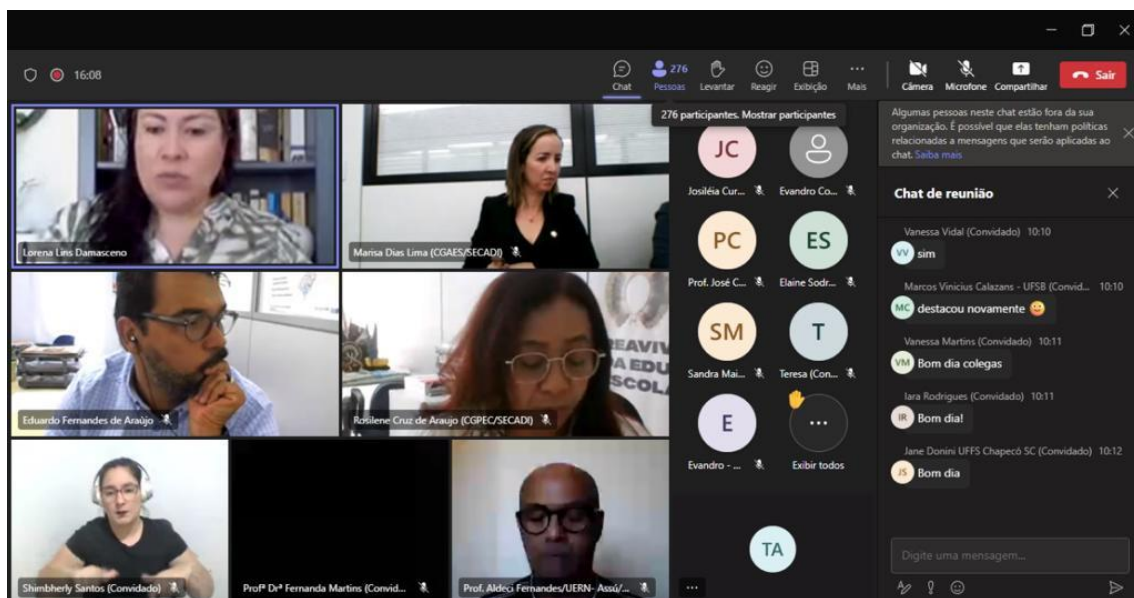 16:08
276
Chat
Pessoas
Levantar
Reagir
Exibição
Mais
Câmera
Microfone
Compartilhar
Sair
276 participantes. Mostrar participantes
Lorena Lins Damasceno
Marisa Dias Lima (CGAES/SECADI)
Eduardo Fernandes de Araújo
Rosilene Cruz de Araujo (CGPEC/SECADI)
Shimbherly Santos (Convidado)
Profª Drª Fernanda Martins (Convid...
Prof. Aldeci Fernandes/UERN- Assú/...
JC
Josiléia Cur...
Evandro Co...
PC
Prof. José C...
ES
Elaine Sodr...
SM
Sandra Mai...
T
Teresa (Con...
E
Evandro - ...
...
Exibir todos
TA
...
Algumas pessoas neste chat estão fora da sua
organização. É possível que elas tenham políticas
relacionadas a mensagens que serão aplicadas ao
chat. Saiba mais
Chat de reunião
Vanessa Vidal (Convidado) 10:10
VV sim
Marcos Vinicius Calazans - UFSB (Convid... 10:10
MC destacou novamente
Vanessa Martins (Convidado) 10:11
VM Bom dia colegas
Iara Rodrigues (Convidado) 10:11
IR Bom dia!
Jane Donini UFFS Chapecó SC (Convidado) 10:12
JS Bom dia
Digite uma mensagem...